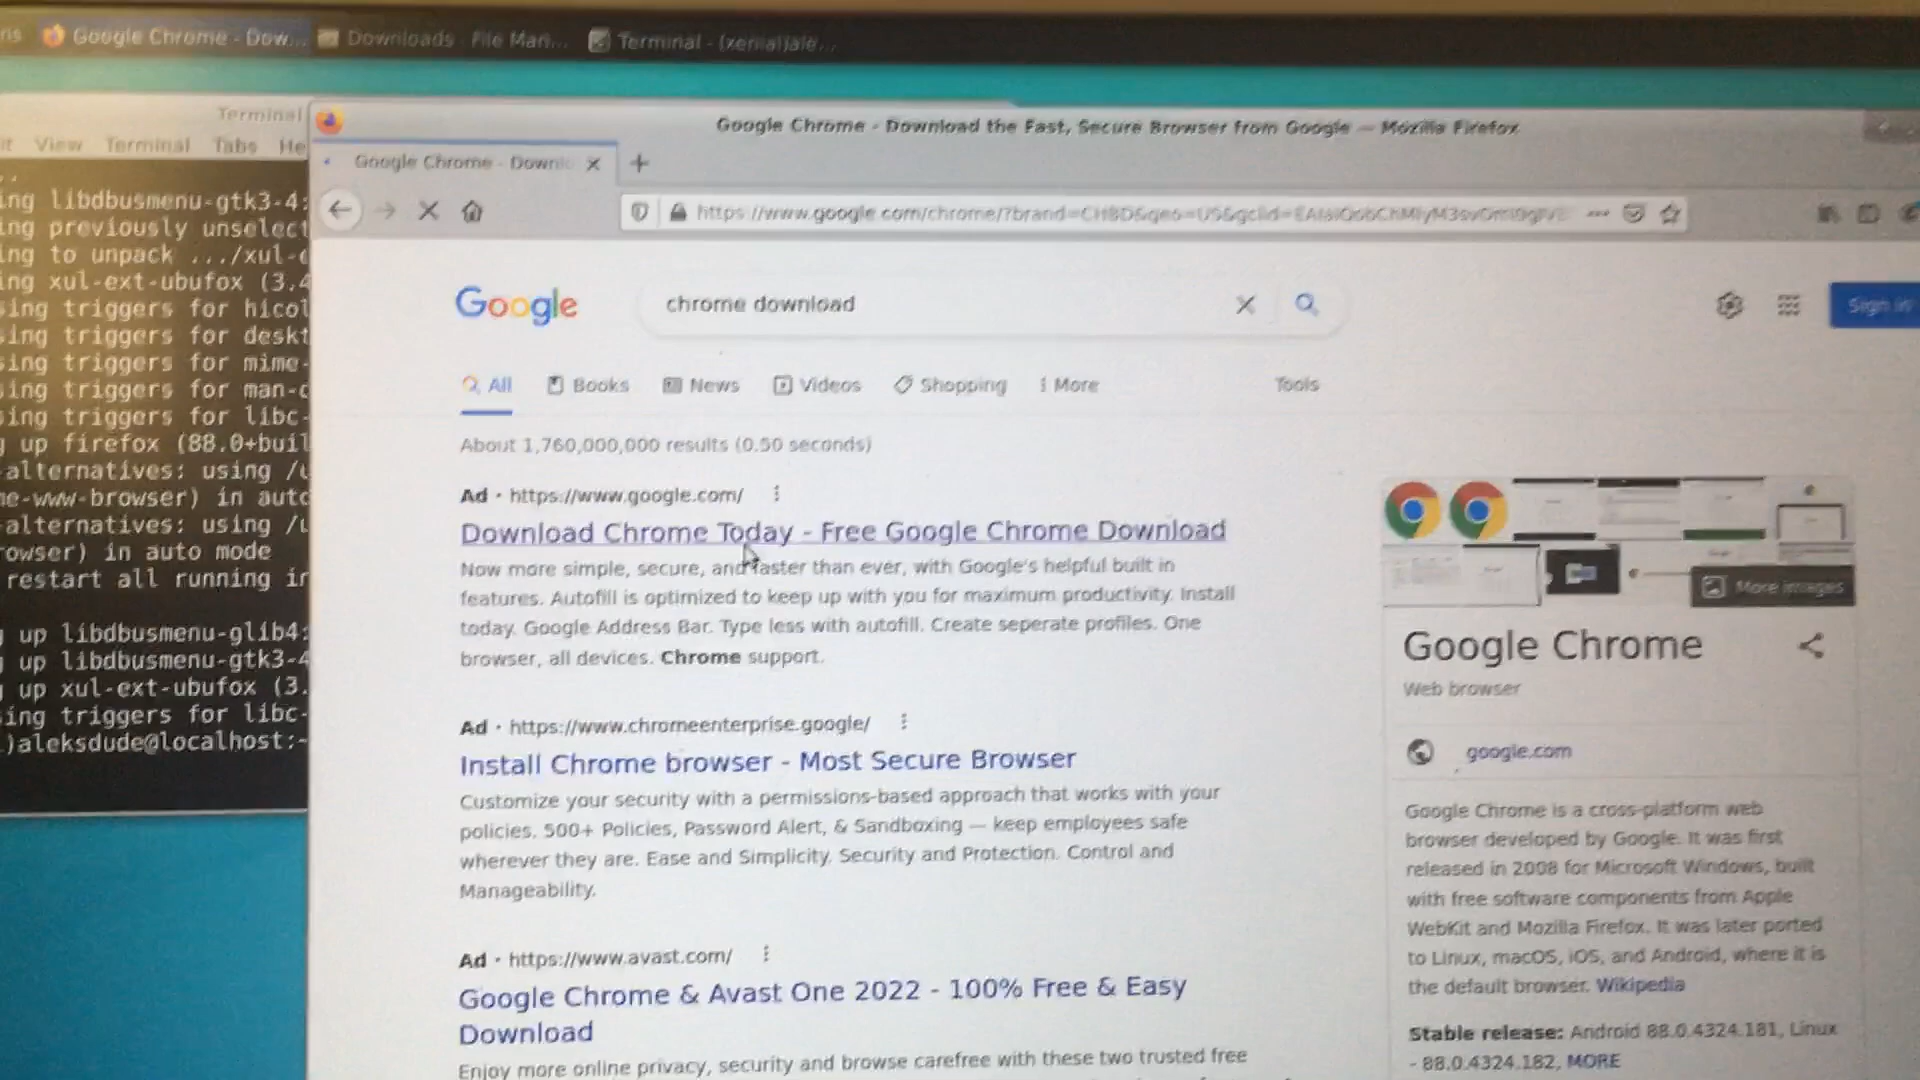 Google Chrome - Dow...
Downloads - File Man...
Terminal - (xenial)ale...
Terminal
View Terminal Tabs He
ing libdbusmenu-gtk3-4:
ing previously unselect
ing to unpack .../xul-
ing xul-ext-ubufox (3.4
sing triggers for hicol
sing triggers for deskt
sing triggers for mime-
sing triggers for man-
sing triggers for libc-
g up firefox (88.0+buil
alternatives: using /u
me-www-browser) in auto
alternatives: using /u
rowser) in auto mode
restart all running in
g up libdbusmenu-glib4:
g up libdbusmenu-gtk3-4
g up xul-ext-ubufox (3.
sing triggers for libc-
)aleksdude@localhost:~
Google Chrome - Download the Fast, Secure Browser from Google — Mozilla Firefox
Google Chrome - Downlo
https://www.google.com/chrome/?brand=CHBD&geo=US&gclid=
Google
chrome download
Sign in
All Books News Videos Shopping More Tools
About 1,760,000,000 results (0.50 seconds)
Ad · https://www.google.com/
Download Chrome Today - Free Google Chrome Download
Now more simple, secure, and faster than ever, with Google's helpful built in
features. Autofill is optimized to keep up with you for maximum productivity. Install
today. Google Address Bar. Type less with autofill. Create seperate profiles. One
browser, all devices. Chrome support.
Ad · https://www.chromeenterprise.google/
Install Chrome browser - Most Secure Browser
Customize your security with a permissions-based approach that works with your
policies. 500+ Policies, Password Alert, & Sandboxing — keep employees safe
wherever they are. Ease and Simplicity. Security and Protection. Control and
Manageability.
Ad · https://www.avast.com/
Google Chrome & Avast One 2022 - 100% Free & Easy
Download
Enjoy more online privacy, security and browse carefree with these two trusted free
More images
Google Chrome
Web browser
google.com
Google Chrome is a cross-platform web
browser developed by Google. It was first
released in 2008 for Microsoft Windows, built
with free software components from Apple
WebKit and Mozilla Firefox. It was later ported
to Linux, macOS, iOS, and Android, where it is
the default browser. Wikipedia
Stable release: Android 88.0.4324.181, Linux
- 88.0.4324.182, MORE